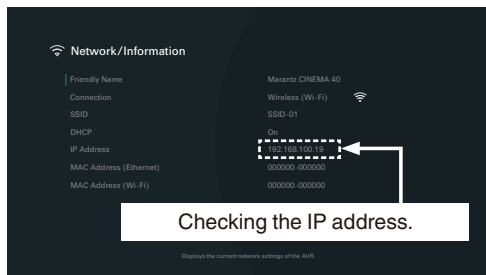 Network/Information
Friendly Name Marantz CINEMA 40
Connection Wireless (Wi-Fi)
SSID SSID-01
DHCP On
IP Address 192.168.100.19
MAC Address (Ethernet) 000000-000000
MAC Address (Wi-Fi) 000000-000000
Checking the IP address.
Displays the current network settings of the AVR.